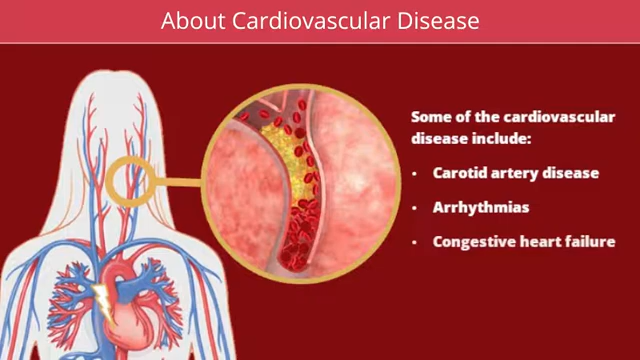 About Cardiovascular Disease
Some of the cardiovascular
disease include:
• Carotid artery disease
• Arrhythmias
• Congestive heart failure